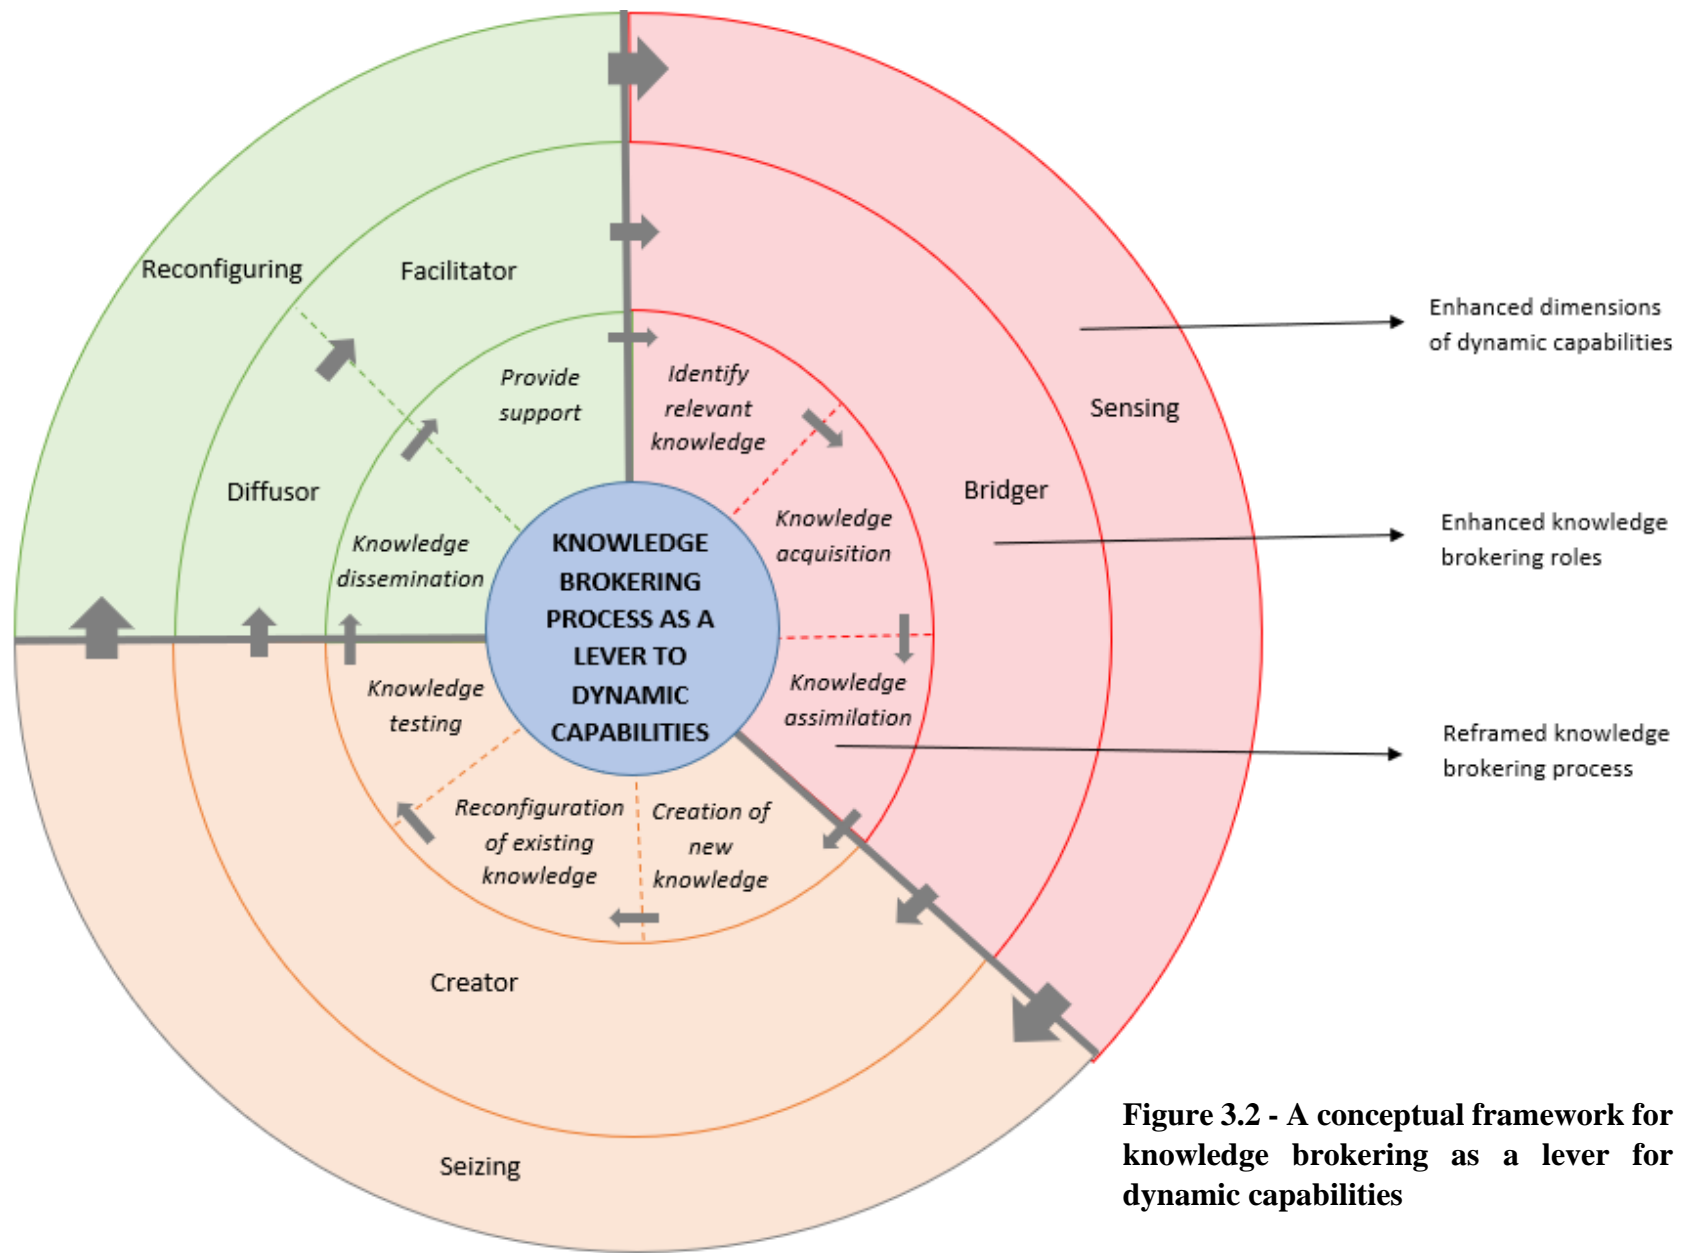 Reconfiguring
Facilitator
Provide
support
Identify
relevant
knowledge
Diffusor
Knowledge
dissemination
Knowledge
acquisition
Bridger
Sensing
KNOWLEDGE
BROKERING
PROCESS AS A
LEVER TO
DYNAMIC
CAPABILITIES
Knowledge
assimilation
Knowledge
testing
Reconfiguration
of existing
knowledge
Creation of
new
knowledge
Creator
Seizing
Enhanced dimensions
of dynamic capabilities
Enhanced knowledge
brokering roles
Reframed knowledge
brokering process
Figure 3.2 - A conceptual framework for
knowledge brokering as a lever for
dynamic capabilities